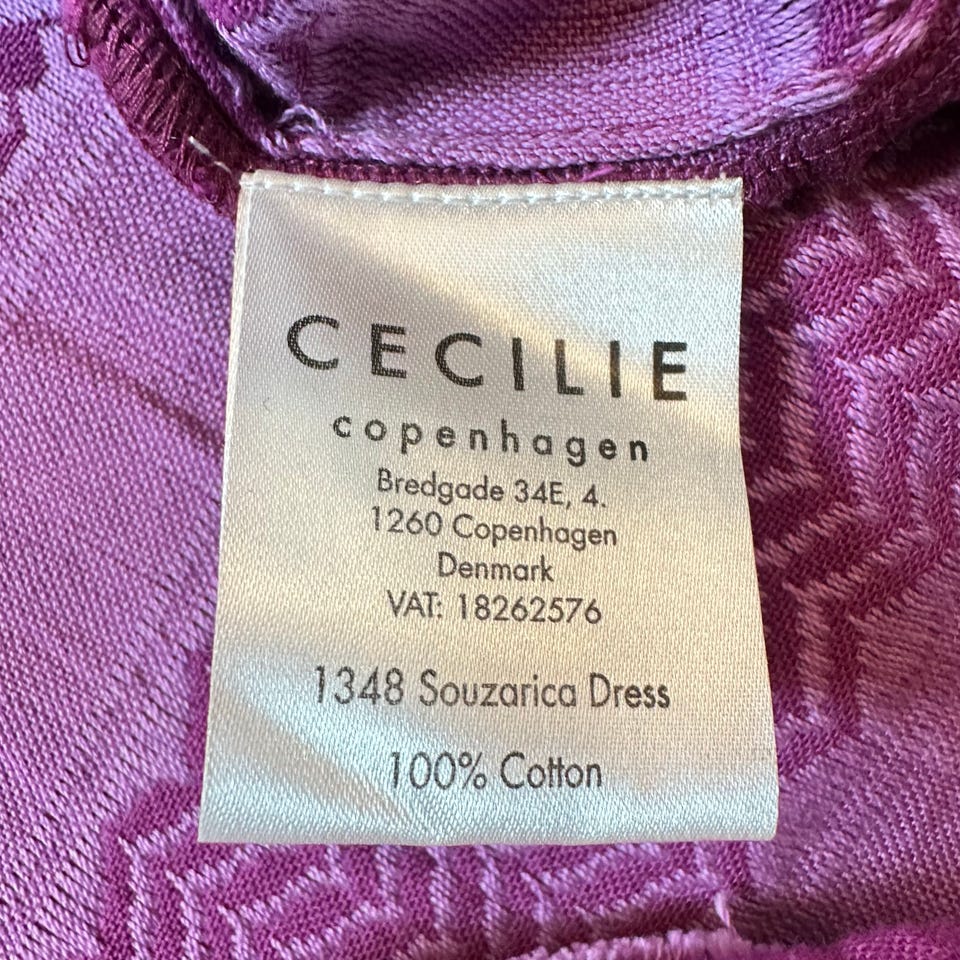 CECILIE
copenhagen
Bredgade 34E, 4.
1260 Copenhagen
Denmark
VAT: 18262576
1348 Souzarica Dress
100% Cotton